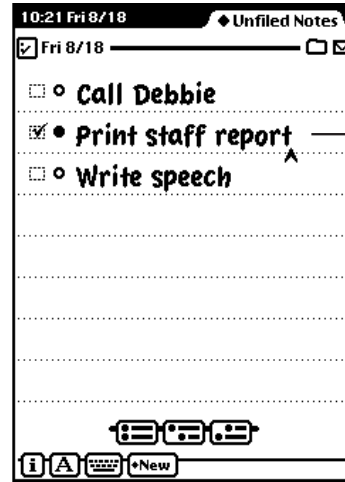 10:21 Fri 8/18 ◆Unfiled Notes
Fri 8/18
Call Debbie
Print staff report
Write speech
i A ◆New